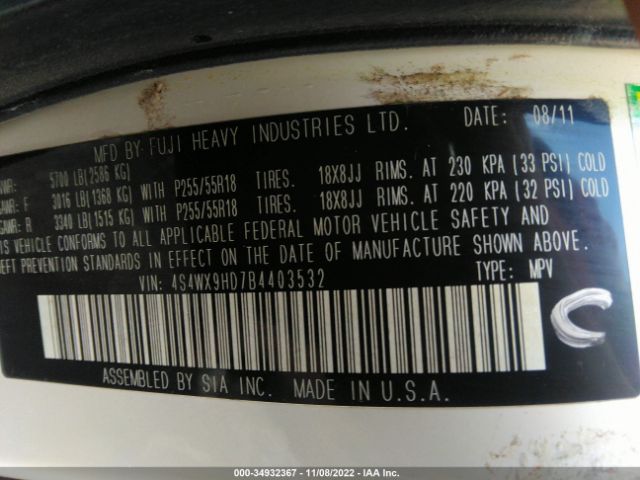 MFD BY FUJI HEAVY INDUSTRIES LTD. DATE: 08/11
5700 LB(2586 KG)
F 3016 LB(1368 KG) WITH P255/55R18 TIRES. 18X8JJ RIMS. AT 230 KPA (33 PSI) COLD
R 3340 LB(1515 KG) WITH P255/55R18 TIRES. 18X8JJ RIMS. AT 220 KPA (32 PSI) COLD
VEHICLE CONFORMS TO ALL APPLICABLE FEDERAL MOTOR VEHICLE SAFETY AND
PREVENTION STANDARDS IN EFFECT ON THE DATE OF MANUFACTURE SHOWN ABOVE.
VIN: 4S4WX9HD7B4403532 TYPE: MPV
C
ASSEMBLED BY SIA INC. MADE IN U.S.A.
000-34932367 | 11/08/2022 - IAA Inc.